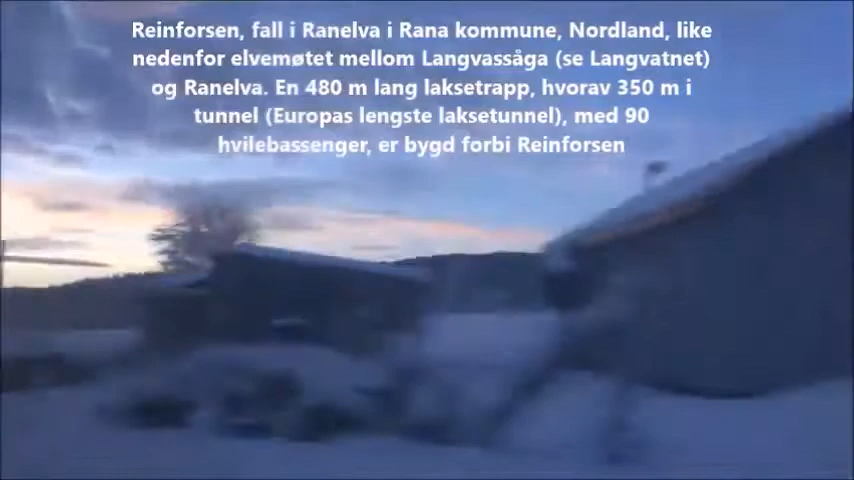 Reinforsen, fall i Ranelva i Rana kommune, Nordland, like
nedenfor elvemøtet mellom Langvassåga (se Langvatnet)
og Ranelva. En 480 m lang laksetrapp, hvorav 350 m i
tunnel (Europas lengste laksetunnel), med 90
hvilebassenger, er bygd forbi Reinforsen